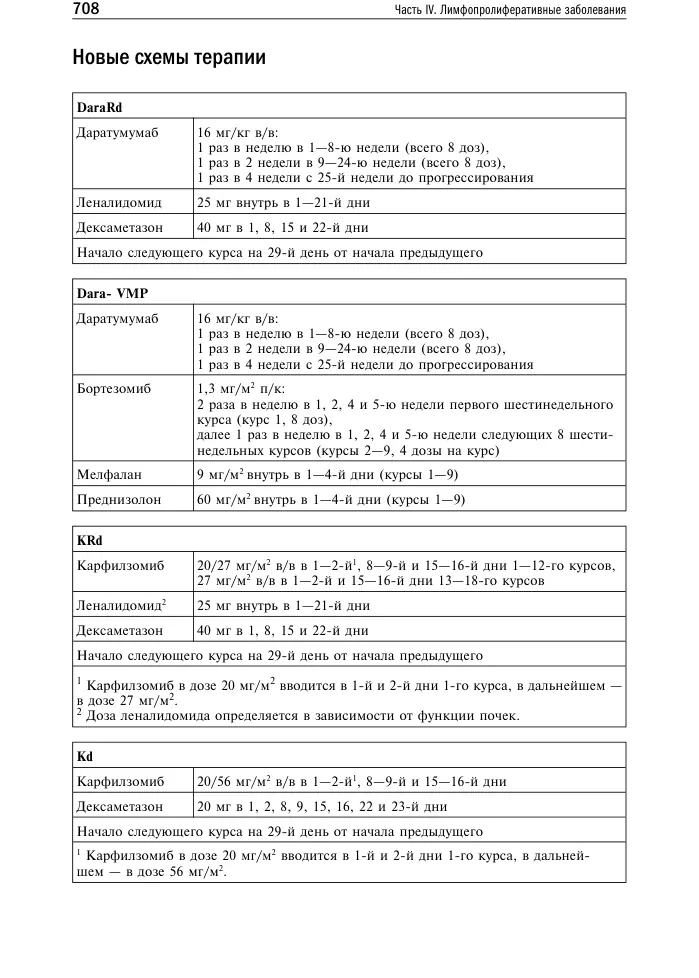 708
Часть IV. Лимфопролиферативные заболевания
Новые схемы терапии
DaraRd
Даратумумаб
16 мг/кг в/в:
1 раз в неделю в 1—8-ю недели (всего 8 доз),
1 раз в 2 недели в 9—24-ю недели (всего 8 доз),
1 раз в 4 недели с 25-й недели до прогрессирования
Леналидомид
25 мг внутрь в 1—21-й дни
Дексаметазон
40 мг в 1, 8, 15 и 22-й дни
Начало следующего курса на 29-й день от начала предыдущего
Dara- VMP
Даратумумаб
16 мг/кг в/в:
1 раз в неделю в 1—8-ю недели (всего 8 доз),
1 раз в 2 недели в 9—24-ю недели (всего 8 доз),
1 раз в 4 недели с 25-й недели до прогрессирования
Бортезомиб
1,3 мг/м² п/к:
2 раза в неделю в 1, 2, 4 и 5-ю недели первого шестинедельного
курса (курс 1, 8 доз),
далее 1 раз в неделю в 1, 2, 4 и 5-ю недели следующих 8 шести-
недельных курсов (курсы 2—9, 4 дозы на курс)
Мелфалан
9 мг/м² внутрь в 1—4-й дни (курсы 1—9)
Преднизолон
60 мг/м² внутрь в 1—4-й дни (курсы 1—9)
KRd
Карфилзомиб
20/27 мг/м² в/в в 1—2-й¹, 8—9-й и 15—16-й дни 1—12-го курсов,
27 мг/м² в/в в 1—2-й и 15—16-й дни 13—18-го курсов
Леналидомид²
25 мг внутрь в 1—21-й дни
Дексаметазон
40 мг в 1, 8, 15 и 22-й дни
Начало следующего курса на 29-й день от начала предыдущего
¹ Карфилзомиб в дозе 20 мг/м² вводится в 1-й и 2-й дни 1-го курса, в дальнейшем —
в дозе 27 мг/м².
² Доза леналидомида определяется в зависимости от функции почек.
Kd
Карфилзомиб
20/56 мг/м² в/в в 1—2-й¹, 8—9-й и 15—16-й дни
Дексаметазон
20 мг в 1, 2, 8, 9, 15, 16, 22 и 23-й дни
Начало следующего курса на 29-й день от начала предыдущего
¹ Карфилзомиб в дозе 20 мг/м² вводится в 1-й и 2-й дни 1-го курса, в дальней-
шем — в дозе 56 мг/м².